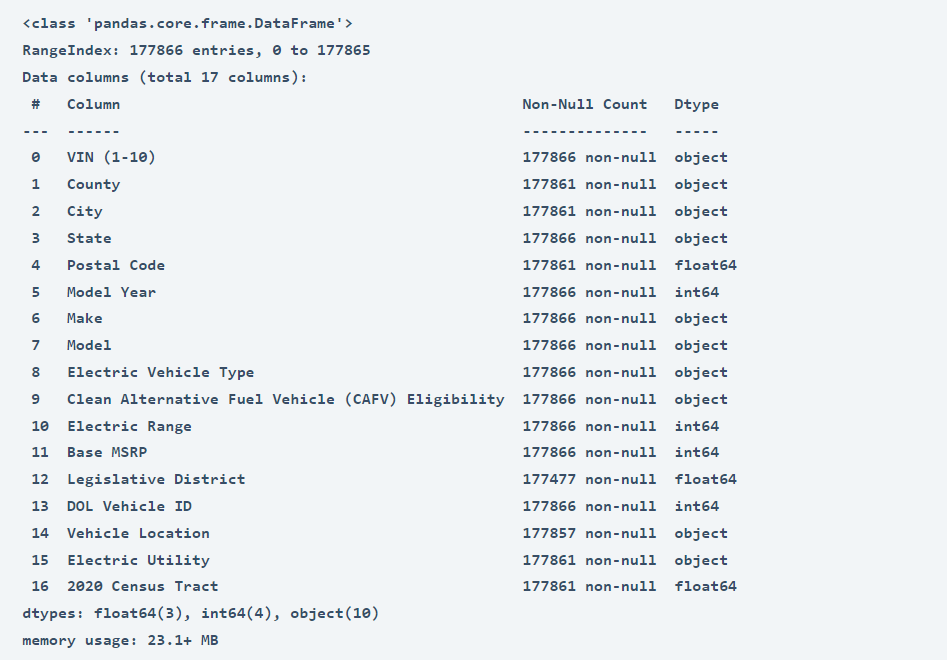 <class 'pandas.core.frame.DataFrame'>
RangeIndex: 177866 entries, 0 to 177865
Data columns (total 17 columns):
 #   Column                                             Non-Null Count   Dtype
---  ------                                             --------------   -----
 0   VIN (1-10)                                         177866 non-null  object
 1   County                                             177861 non-null  object
 2   City                                               177861 non-null  object
 3   State                                              177866 non-null  object
 4   Postal Code                                        177861 non-null  float64
 5   Model Year                                         177866 non-null  int64
 6   Make                                               177866 non-null  object
 7   Model                                              177866 non-null  object
 8   Electric Vehicle Type                              177866 non-null  object
 9   Clean Alternative Fuel Vehicle (CAFV) Eligibility  177866 non-null  object
 10  Electric Range                                     177866 non-null  int64
 11  Base MSRP                                          177866 non-null  int64
 12  Legislative District                               177477 non-null  float64
 13  DOL Vehicle ID                                     177866 non-null  int64
 14  Vehicle Location                                   177857 non-null  object
 15  Electric Utility                                   177861 non-null  object
 16  2020 Census Tract                                  177861 non-null  float64
dtypes: float64(3), int64(4), object(10)
memory usage: 23.1+ MB